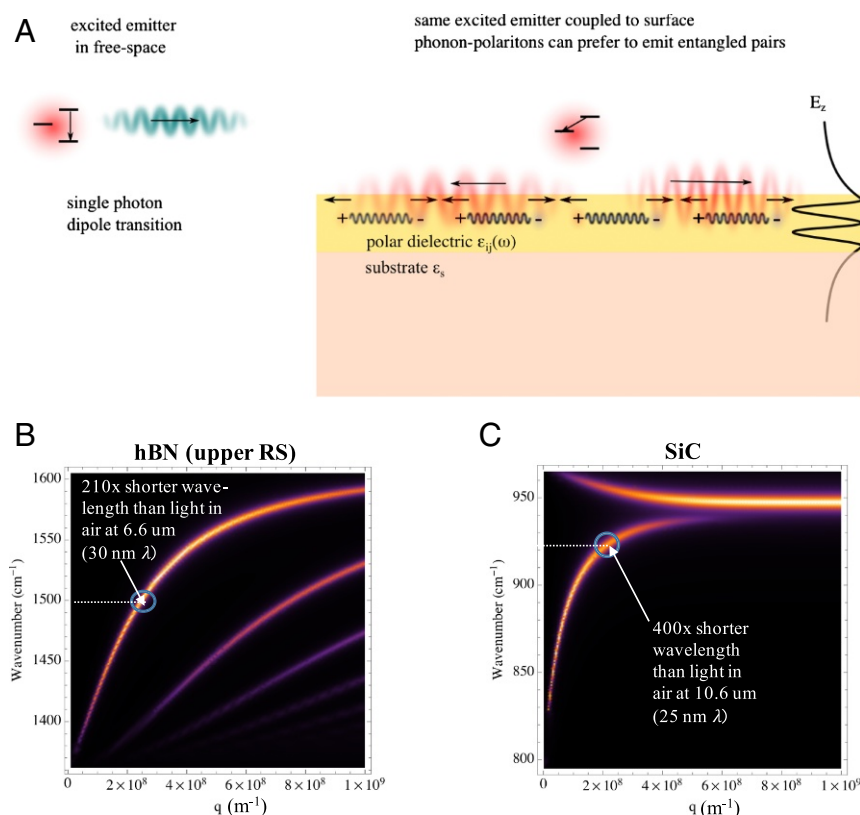 A
excited emitter
in free-space
same excited emitter coupled to surface
phonon-polaritons can prefer to emit entangled pairs
E_z
single photon
dipole transition
+ - + - + - + -
polar dielectric ε_ij(ω)
substrate ε_s
B
hBN (upper RS)
1600
1550
1500
1450
1400
Wavenumber (cm⁻¹)
210x shorter wave-
length than light in
air at 6.6 um
(30 nm λ)
0 2×10⁸ 4×10⁸ 6×10⁸ 8×10⁸ 1×10⁹
q (m⁻¹)
C
SiC
950
900
850
800
Wavenumber (cm⁻¹)
400x shorter
wavelength
than light in
air at 10.6 um
(25 nm λ)
0 2×10⁸ 4×10⁸ 6×10⁸ 8×10⁸ 1×10⁹
q (m⁻¹)